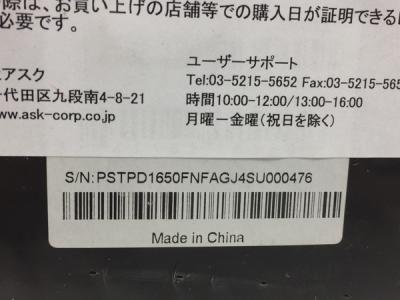 際は、お買い上げの店舗等での購入日が証明できる
必要です。
アスク
代田区九段南4-8-21
www.ask-corp.co.jp
ユーザーサポート
Tel:03-5215-5652 Fax:03-5215-565
時間10:00-12:00/13:00-16:00
月曜ー金曜(祝日を除く)
S/N:PSTPD1650FNFAGJ4SU000476
Made in China